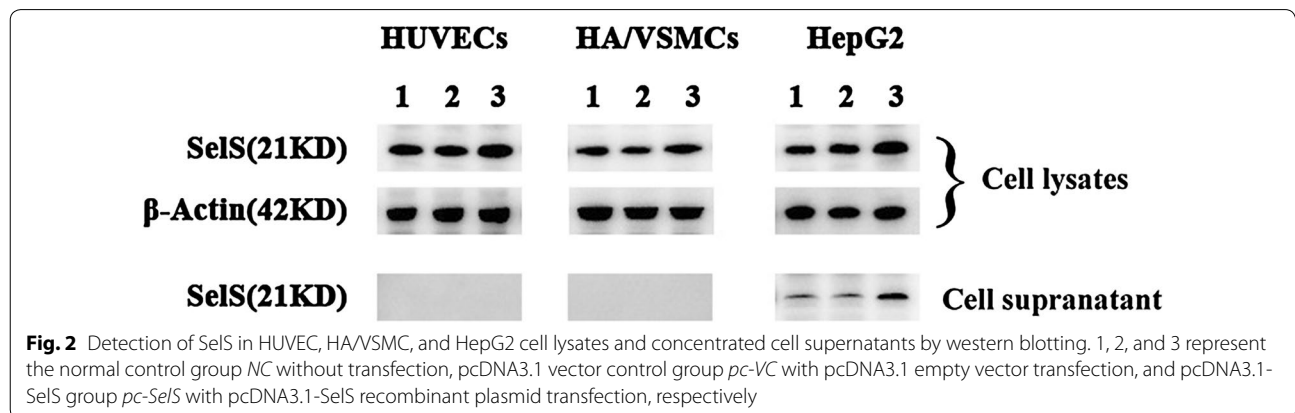 HUVECs HA/VSMCs HepG2
1 2 3 1 2 3 1 2 3
SelS(21KD)
Cell lysates
β-Actin(42KD)
SelS(21KD) Cell supranatant
Fig. 2 Detection of SelS in HUVEC, HA/VSMC, and HepG2 cell lysates and concentrated cell supernatants by western blotting. 1, 2, and 3 represent
the normal control group NC without transfection, pcDNA3.1 vector control group pc-VC with pcDNA3.1 empty vector transfection, and pcDNA3.1-
SelS group pc-SelS with pcDNA3.1-SelS recombinant plasmid transfection, respectively